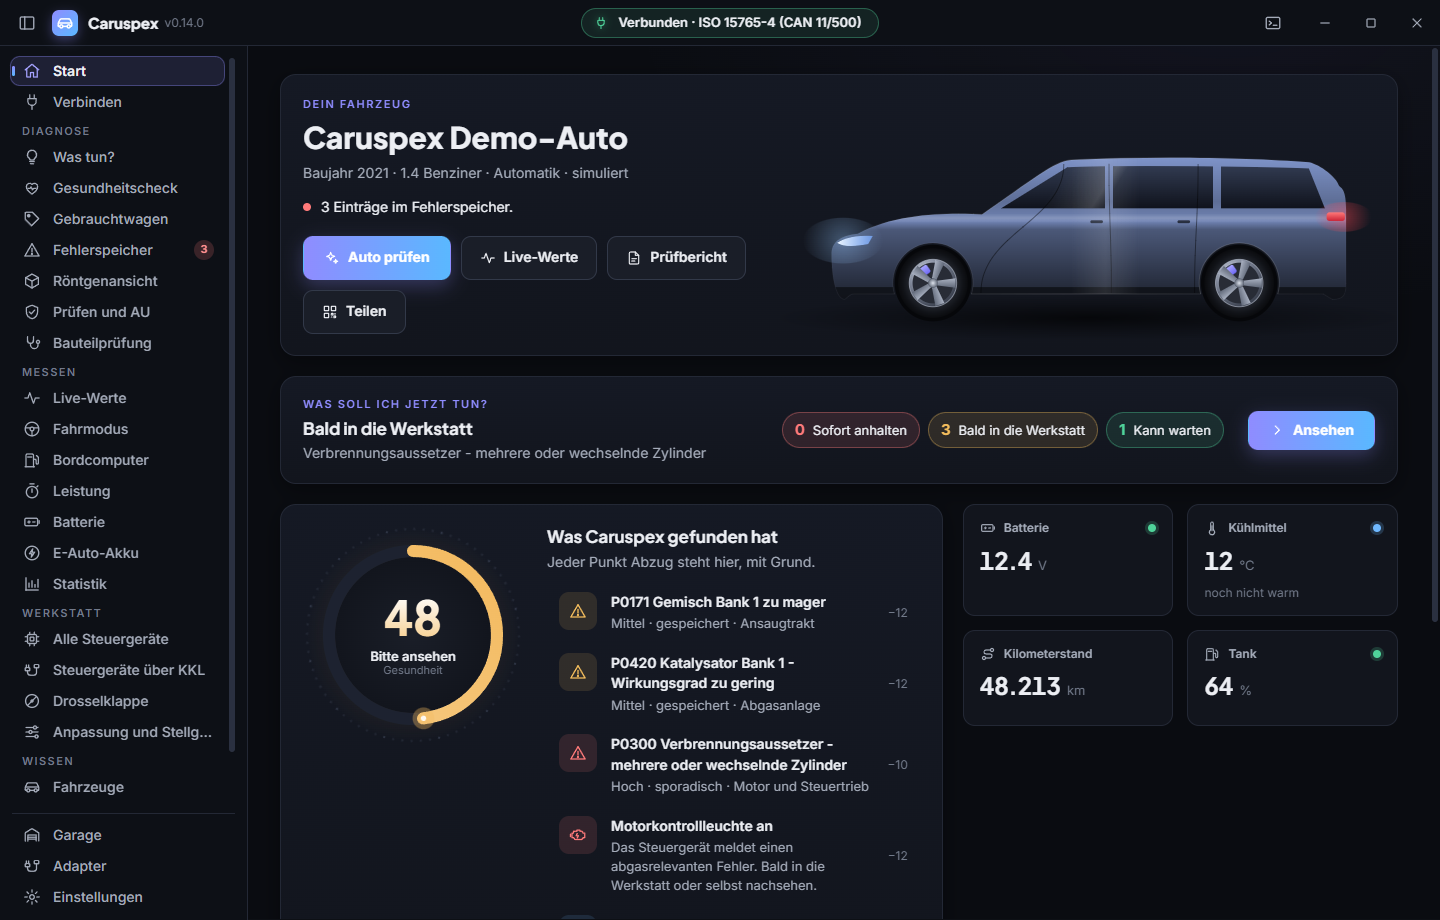 Caruspex v0.14.0
Verbunden · ISO 15765-4 (CAN 11/500)
Start
Verbinden
DIAGNOSE
Was tun?
Gesundheitscheck
Gebrauchtwagen
Fehlerspeicher 3
Röntgenansicht
Prüfen und AU
Bauteilprüfung
MESSEN
Live-Werte
Fahrmodus
Bordcomputer
Leistung
Batterie
E-Auto-Akku
Statistik
WERKSTATT
Alle Steuergeräte
Steuergeräte über KKL
Drosselklappe
Anpassung und Stellg...
WISSEN
Fahrzeuge
Garage
Adapter
Einstellungen
DEIN FAHRZEUG
Caruspex Demo-Auto
Baujahr 2021 · 1.4 Benziner · Automatik · simuliert
3 Einträge im Fehlerspeicher.
Auto prüfen
Live-Werte
Prüfbericht
Teilen
WAS SOLL ICH JETZT TUN?
Bald in die Werkstatt
Verbrennungsaussetzer - mehrere oder wechselnde Zylinder
0 Sofort anhalten
3 Bald in die Werkstatt
1 Kann warten
Ansehen
48
Bitte ansehen
Gesundheit
Was Caruspex gefunden hat
Jeder Punkt Abzug steht hier, mit Grund.
P0171 Gemisch Bank 1 zu mager
Mittel · gespeichert · Ansaugtrakt
−12
P0420 Katalysator Bank 1 -
Wirkungsgrad zu gering
Mittel · gespeichert · Abgasanlage
−12
P0300 Verbrennungsaussetzer -
mehrere oder wechselnde Zylinder
Hoch · sporadisch · Motor und Steuertrieb
−10
Motorkontrollleuchte an
Das Steuergerät meldet einen
abgasrelevanten Fehler. Bald in die
Werkstatt oder selbst nachsehen.
−12
Batterie
12.4 V
Kühlmittel
12 °C
noch nicht warm
Kilometerstand
48.213 km
Tank
64 %